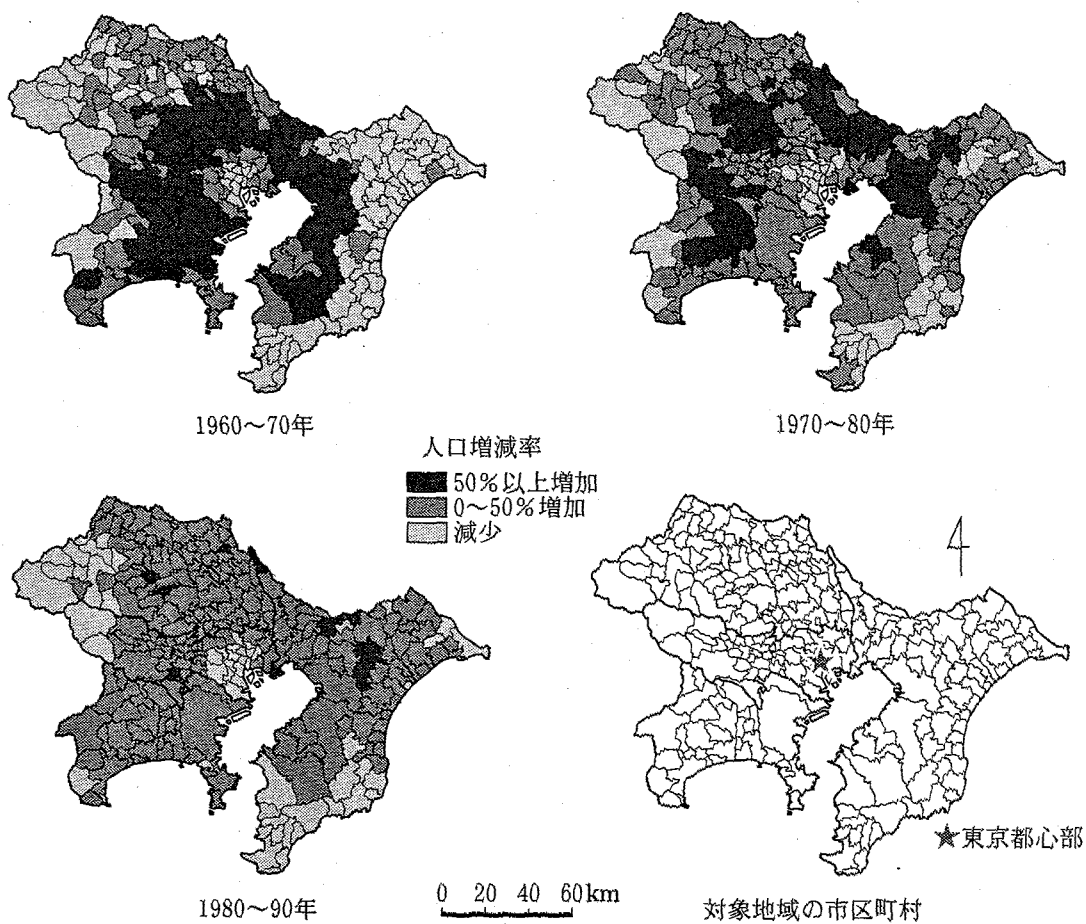 1960～70年
1970～80年
人口増減率
50％以上増加
0～50％増加
減少
1980～90年
0 20 40 60km
対象地域の市区町村
★東京都心部